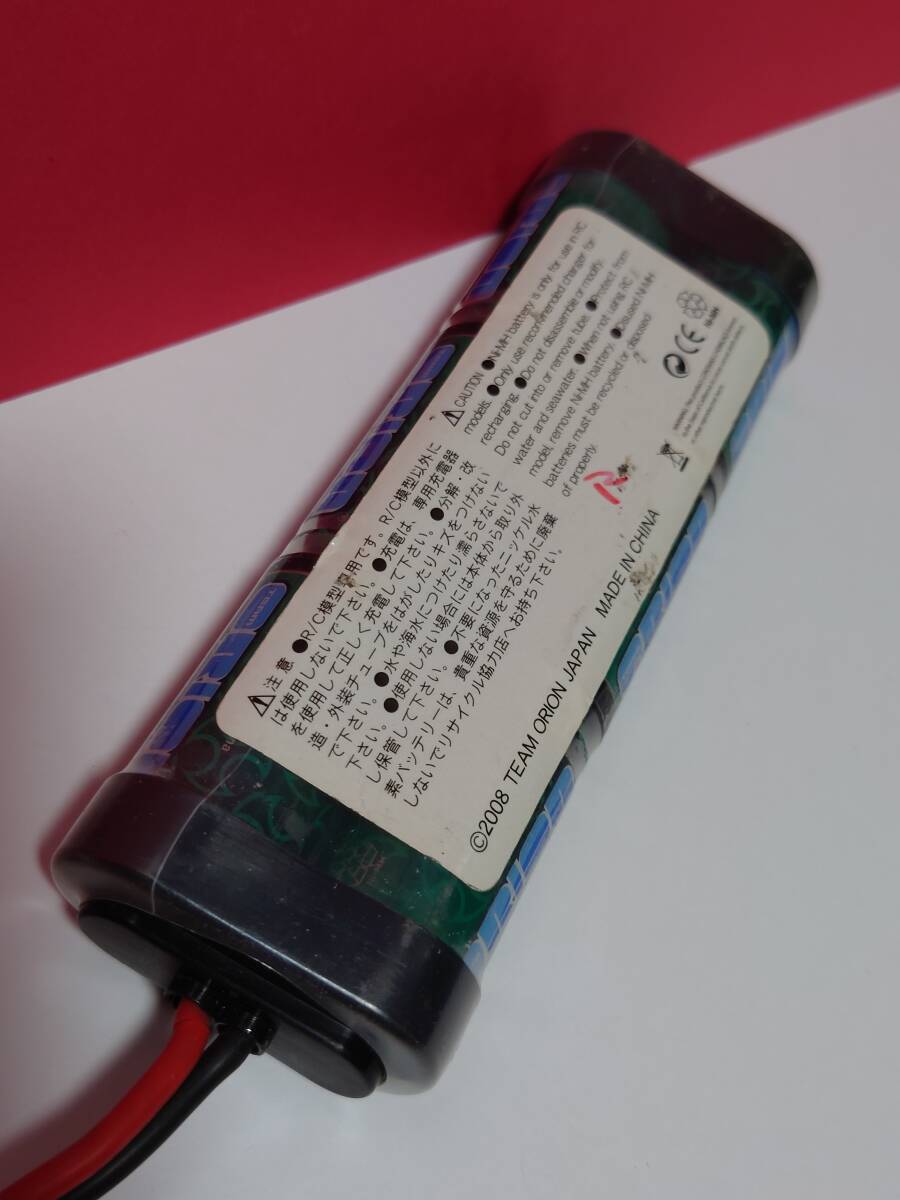 ⚠ CAUTION ●Ni-MH battery is only for use in RC
models. ●Only use recommended charger for
recharging. ●Do not disassemble or modify.
Do not cut into or remove tube. ●Protect from
water and seawater. ●When not using RC
model, remove Ni-MH battery. ●Disused Ni-MH
batteries must be recycled or disposed
of properly.
CE
⚠ 注意 ●R/C模型専用です。R/C模型以外に
は使用しないで下さい。 ●充電は、専用充電器
を使用して正しく充電して下さい。 ●分解・改
造・外装チューブをはがしたりキズをつけない
で下さい。 ●水や海水につけたり濡らさないで
下さい。 ●使用しない場合には本体から取り外
し保管して下さい。 ●不要になったニッケル水
素バッテリーは、貴重な資源を守るために廃棄
しないでリサイクル協力店へお持ち下さい。
©2008 TEAM ORION JAPAN MADE IN CHINA
TEAM